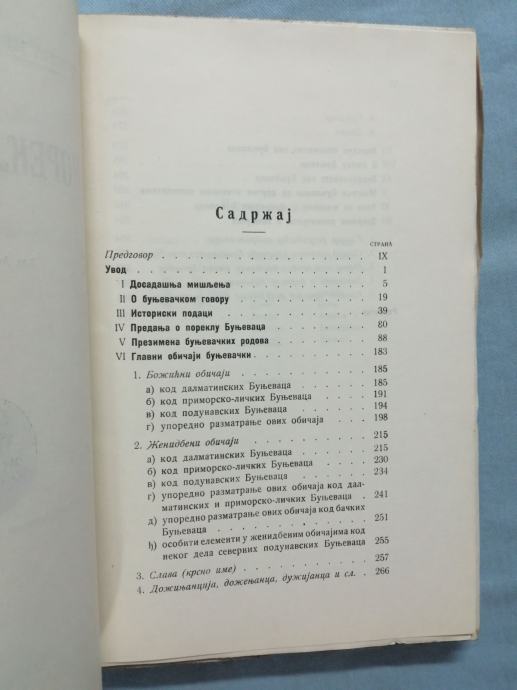 ПОРЕК
Садржај
СТРАНА
Предговор . . . . . . . . . . . . . . . . . IX
Увод . . . . . . . . . . . . . . . . . . . 1
I Досадашња мишљења . . . . . . . . . . . 5
II О буњевачком говору . . . . . . . . . . 19
III Историски подаци . . . . . . . . . . . 39
IV Предања о пореклу Буњеваца . . . . . . . 80
V Презимена буњевачких родова . . . . . . . 88
VI Главни обичаји буњевачки . . . . . . . . 183
1. Божићни обичаји . . . . . . . . . . . . 185
а) код далматинских Буњеваца . . . . . . . 185
б) код приморско-личких Буњеваца . . . . . 191
в) код подунавских Буњеваца . . . . . . . 194
г) упоредно разматрање ових обичаја . . . . 198
2. Женидбени обичаји . . . . . . . . . . . 215
а) код далматинских Буњеваца . . . . . . . 215
б) код приморско-личких Буњеваца . . . . . 230
в) код подунавских Буњеваца . . . . . . . 234
г) упоредно разматрање ових обичаја код дал-
матинских и приморско-личких Буњеваца . 241
д) упоредно разматрање ових обичаја код бачких
Буњеваца . . . . . . . . . . . . . . 251
ђ) особити елементи у женидбеним обичајима код
неког дела северних подунавских Буњеваца 255
3. Слава (крсно име) . . . . . . . . . . . 257
4. Дожињанција, дожењанца, дужијанца и сл. . 266